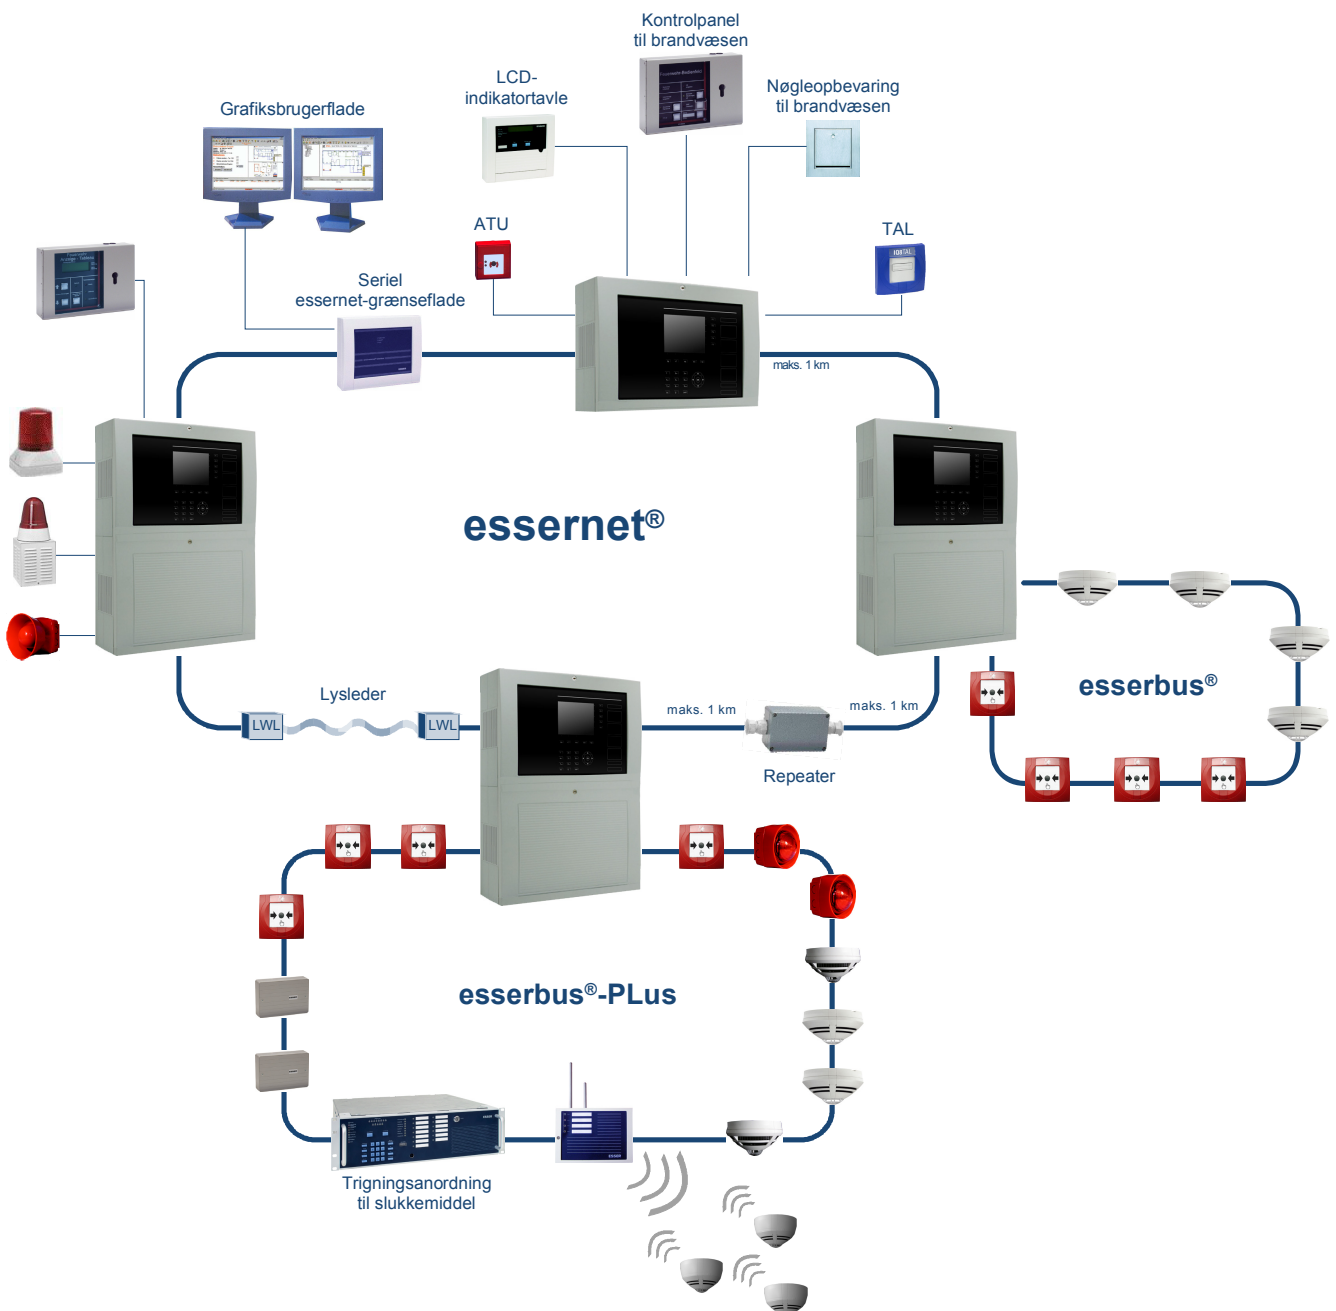 Kontrolpanel
til brandvæsen
LCD-
indikatortavle
Nøgleopbevaring
til brandvæsen
Grafiksbrugerflade
ATU
TAL
Seriel
essernet-grænseflade
maks. 1 km
essernet®
esserbus®
Lysleder
LWL
LWL
maks. 1 km
maks. 1 km
Repeater
esserbus®-PLus
ESSER
Trigningsanordning
til slukkemiddel